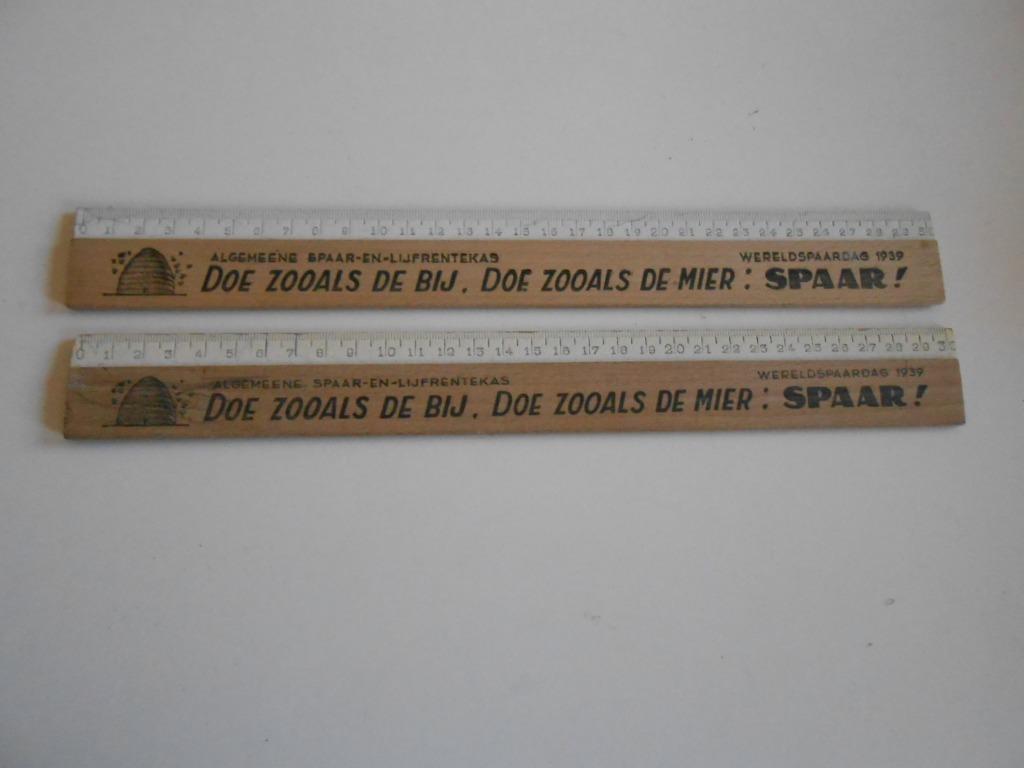 0 1 2 3 4 5 6 7 8 9 10 11 12 13 14 15 16 17 18 19 20 21 22 23 24 25 26 27 28 29 30
ALGEMEENE SPAAR-EN-LIJFRENTEKAS WERELDSPAARDAG 1939
DOE ZOOALS DE BIJ. DOE ZOOALS DE MIER: SPAAR!
0 1 2 3 4 5 6 7 8 9 10 11 12 13 14 15 16 17 18 19 20 21 22 23 24 25 26 27 28 29 30
ALGEMEENE SPAAR-EN-LIJFRENTEKAS WERELDSPAARDAG 1939
DOE ZOOALS DE BIJ. DOE ZOOALS DE MIER: SPAAR!